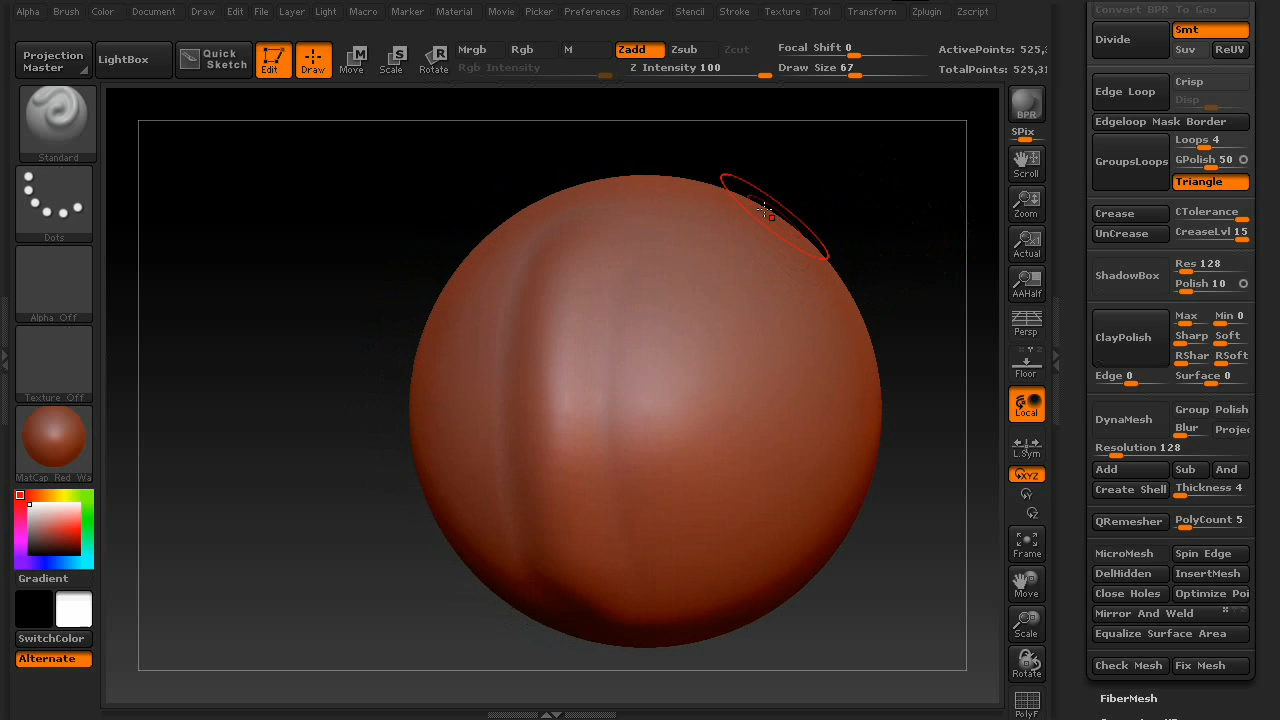 Alpha Brush Color Document Draw Edit File Layer Light Macro Marker Material Movie Picker Preferences Render Stencil Stroke Texture Tool Transform Zplugin Zscript
Projection Master
LightBox
Quick Sketch
Edit
Draw
Move
Scale
Rotate
Mrgb Rgb M
Rgb Intensity
Zadd Zsub Zcut
Z Intensity 100
Focal Shift 0
Draw Size 67
ActivePoints: 525,
TotalPoints: 525,
Standard
Dots
Alpha Off
Texture Off
MatCap Red Wa
Gradient
SwitchColor
Alternate
BPR
SPix
Scroll
Zoom
Actual
AAHalf
Persp
Floor
Local
L.Sym
XYZ
Y
Z
Frame
Move
Scale
Rotate
PolyF
Convert BPR To Geo
Divide
Smt
Suv ReUV
Edge Loop
Crisp
Disp
Edgeloop Mask Border
GroupsLoops
Loops 4
GPolish 50
Triangle
Crease CTolerance
UnCrease CreaseLvl 15
ShadowBox
Res 128
Polish 10
ClayPolish
Max Min 0
Sharp Soft
RShar RSoft
Edge 0 Surface 0
DynaMesh
Group Polish
Blur Projec
Resolution 128
Add Sub And
Create Shell Thickness 4
QRemesher PolyCount 5
MicroMesh Spin Edge
DelHidden InsertMesh
Close Holes Optimize Poi
Mirror And Weld
Equalize Surface Area
Check Mesh Fix Mesh
FiberMesh